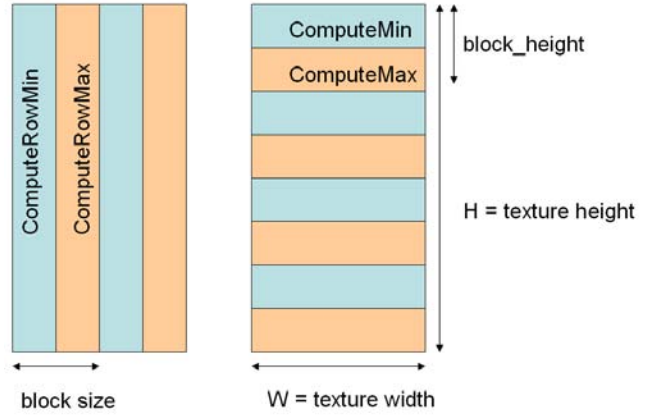 ComputeRowMin
ComputeRowMax
block size
ComputeMin
ComputeMax
block_height
H = texture height
W = texture width